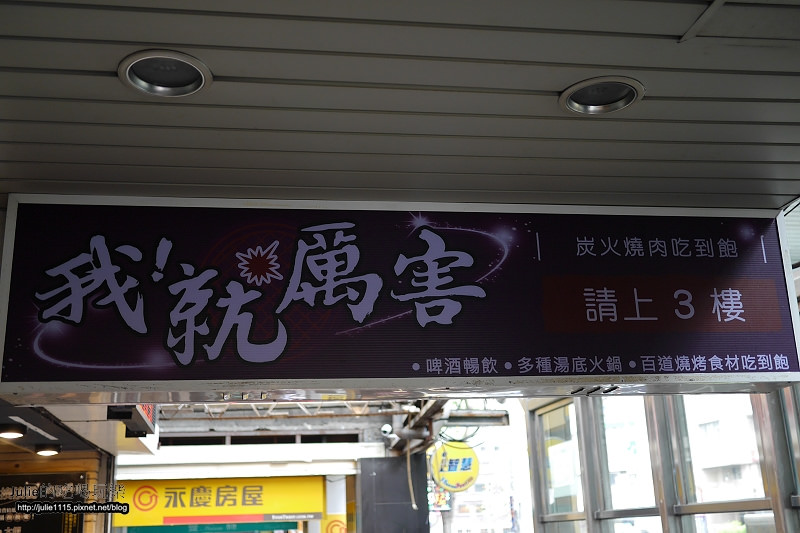 我!就厲害
炭火燒肉吃到飽
請上 3 樓
•啤酒暢飲•多種湯底火鍋•百道燒烤食材吃到飽
智慧
永慶房屋
http://julie1115.pixnet.net/blog